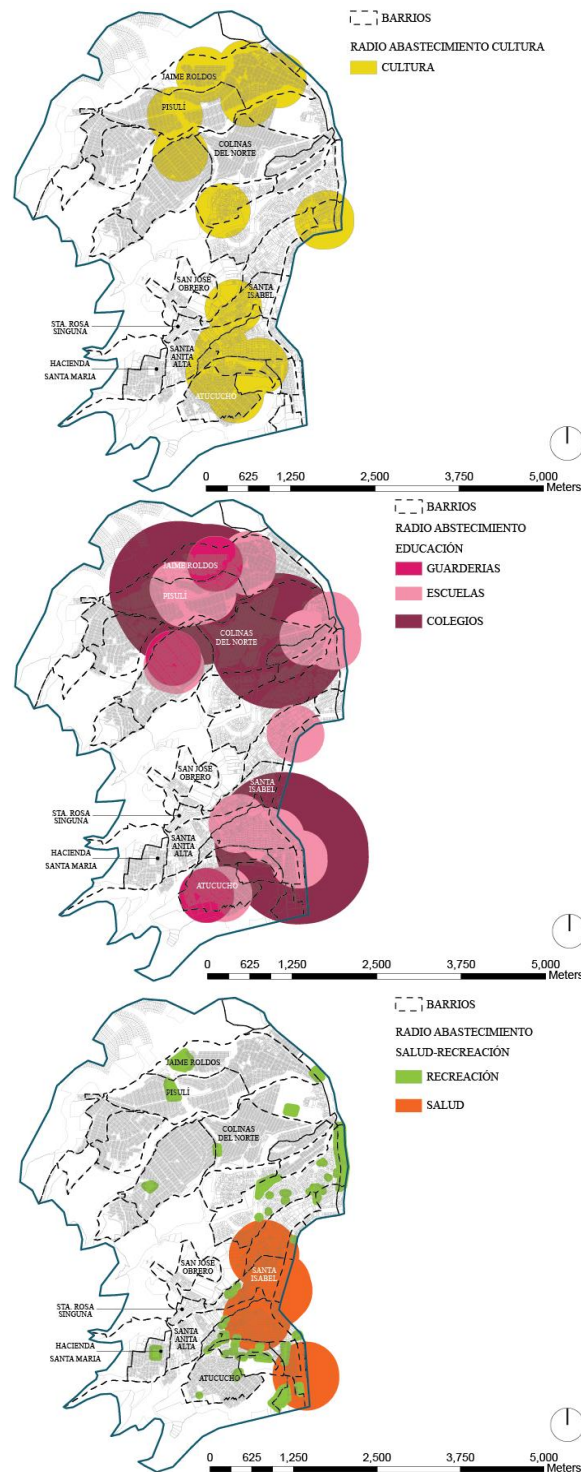 BARRIOS
RADIO ABASTECIMIENTO CULTURA
CULTURA
JAIME ROLDOS
PISULÍ
COLINAS
DEL NORTE
SAN JOSÉ
OBRERO
SANTA
ISABEL
STA. ROSA
SINGUNA
SANTA
ANITA
ALTA
HACIENDA
SANTA MARIA
ATUCUCHO
0 625 1,250 2,500 3,750 5,000
Meters
BARRIOS
RADIO ABSTECIMIENTO
EDUCACIÓN
GUARDERIAS
ESCUELAS
COLEGIOS
JAIME ROLDOS
PISULÍ
COLINAS
DEL NORTE
SAN JOSÉ
OBRERO
SANTA
ISABEL
STA. ROSA
SINGUNA
SANTA
ANITA
ALTA
HACIENDA
SANTA MARIA
ATUCUCHO
0 625 1,250 2,500 3,750 5,000
Meters
BARRIOS
RADIO ABASTECIMIENTO
SALUD-RECREACIÓN
RECREACIÓN
SALUD
JAIME ROLDOS
PISULÍ
COLINAS
DEL NORTE
SAN JOSÉ
OBRERO
SANTA
ISABEL
STA. ROSA
SINGUNA
SANTA
ANITA
ALTA
HACIENDA
SANTA MARIA
ATUCUCHO
0 625 1,250 2,500 3,750 5,000
Meters